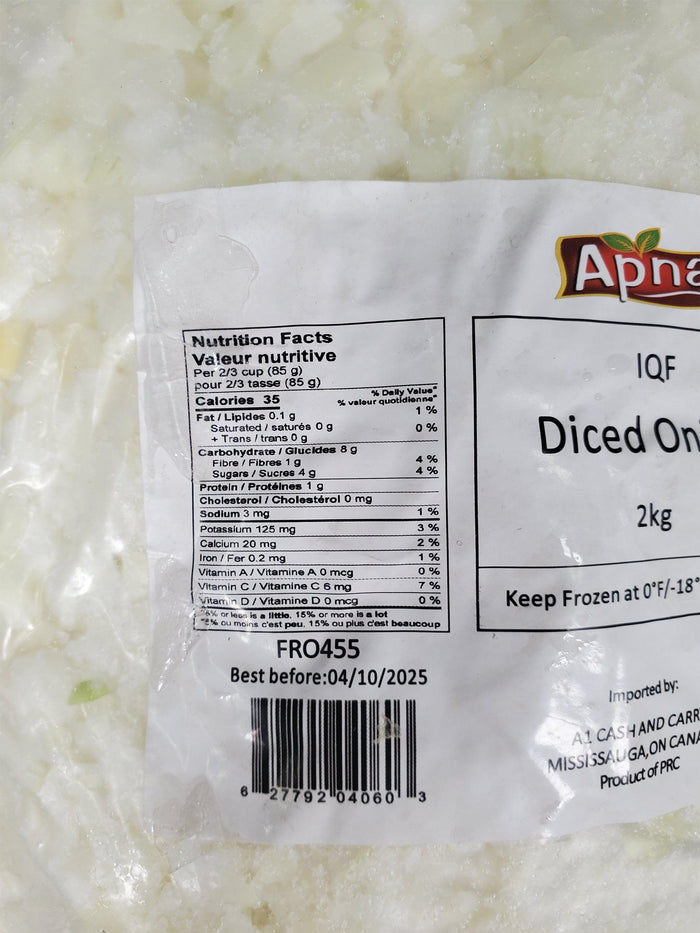 Nutrition Facts
Valeur nutritive
Per 2/3 cup (85 g)
pour 2/3 tasse (85 g)
Calories 35
% Daily Value*
% valeur quotidienne*
Fat / Lipides 0.1 g 1 %
Saturated / saturés 0 g 0 %
+ Trans / trans 0 g
Carbohydrate / Glucides 8 g
Fibre / Fibres 1 g 4 %
Sugars / Sucres 4 g 4 %
Protein / Protéines 1 g
Cholesterol / Cholestérol 0 mg
Sodium 3 mg 1 %
Potassium 125 mg 3 %
Calcium 20 mg 2 %
Iron / Fer 0.2 mg 1 %
Vitamin A / Vitamine A 0 mcg 0 %
Vitamin C / Vitamine C 6 mg 7 %
Vitamin D / Vitamine D 0 mcg 0 %
*5% or less is a little, 15% or more is a lot
*5% ou moins c'est peu, 15% ou plus c'est beaucoup
FRO455
Best before:04/10/2025
6 27792 04060 3
Apna
IQF
Diced On
2kg
Keep Frozen at 0°F/-18°
Imported by:
A1 CASH AND CARR
MISSISSAUGA,ON CANA
Product of PRC